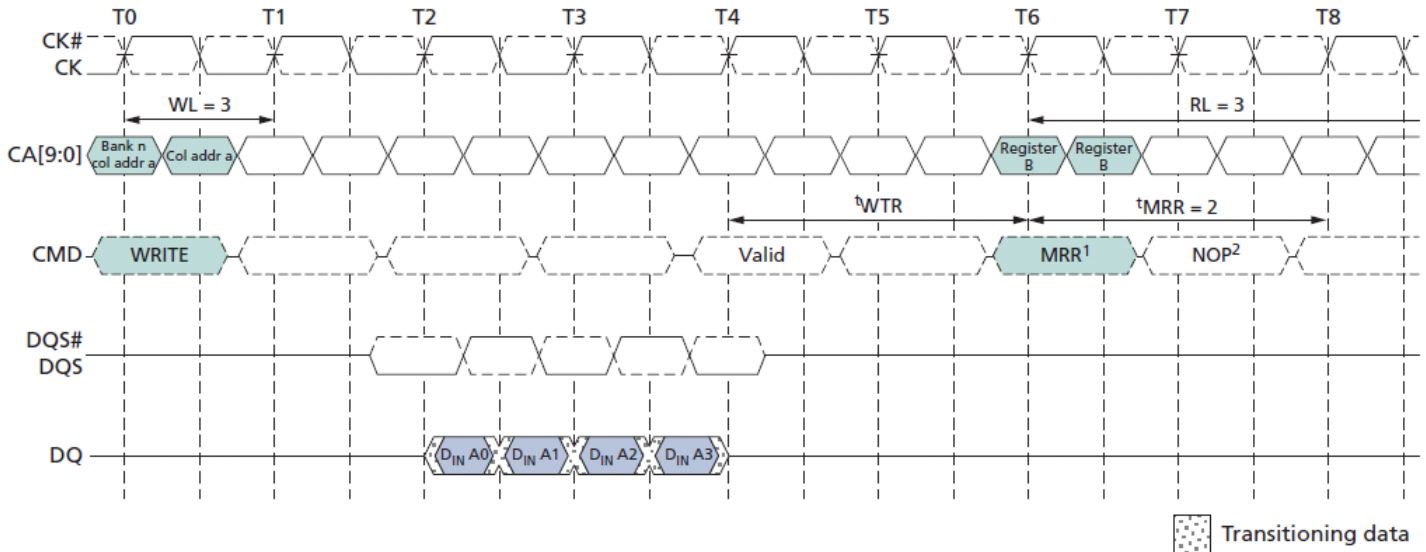 T0 T1 T2 T3 T4 T5 T6 T7 T8
CK#
CK
WL = 3 RL = 3
CA[9:0] Bank n col addr a Col addr a Register B Register B
tWTR tMRR = 2
CMD WRITE Valid MRR1 NOP2
DQS#
DQS
DQ DIN A0 DIN A1 DIN A2 DIN A3
Transitioning data